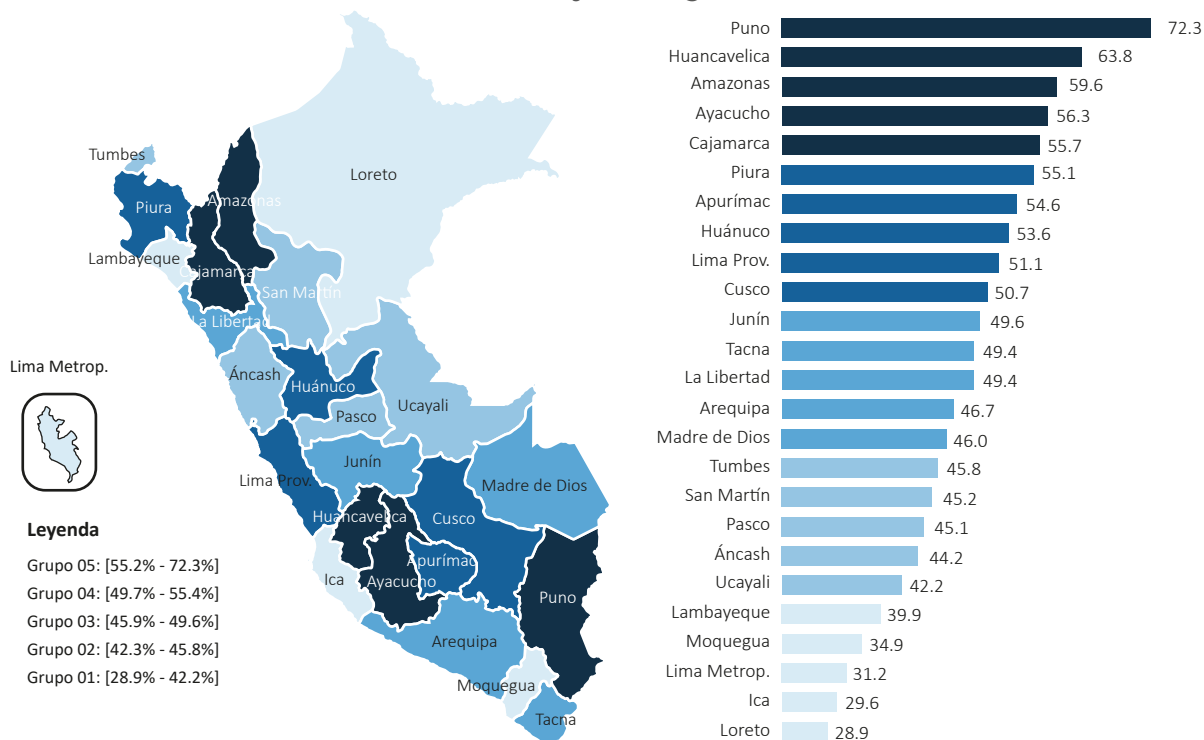 Tumbes
Piura
Amazonas
Loreto
Lambayeque
Cajamarca
San Martín
La Libertad
Áncash
Huánuco
Ucayali
Pasco
Junín
Lima Prov.
Madre de Dios
Huancavelica
Cusco
Apurímac
Ica
Ayacucho
Puno
Arequipa
Moquegua
Tacna
Lima Metrop.
Leyenda
Grupo 05: [55.2% - 72.3%]
Grupo 04: [49.7% - 55.4%]
Grupo 03: [45.9% - 49.6%]
Grupo 02: [42.3% - 45.8%]
Grupo 01: [28.9% - 42.2%]
Puno 72.3
Huancavelica 63.8
Amazonas 59.6
Ayacucho 56.3
Cajamarca 55.7
Piura 55.1
Apurímac 54.6
Huánuco 53.6
Lima Prov. 51.1
Cusco 50.7
Junín 49.6
Tacna 49.4
La Libertad 49.4
Arequipa 46.7
Madre de Dios 46.0
Tumbes 45.8
San Martín 45.2
Pasco 45.1
Áncash 44.2
Ucayali 42.2
Lambayeque 39.9
Moquegua 34.9
Lima Metrop. 31.2
Ica 29.6
Loreto 28.9